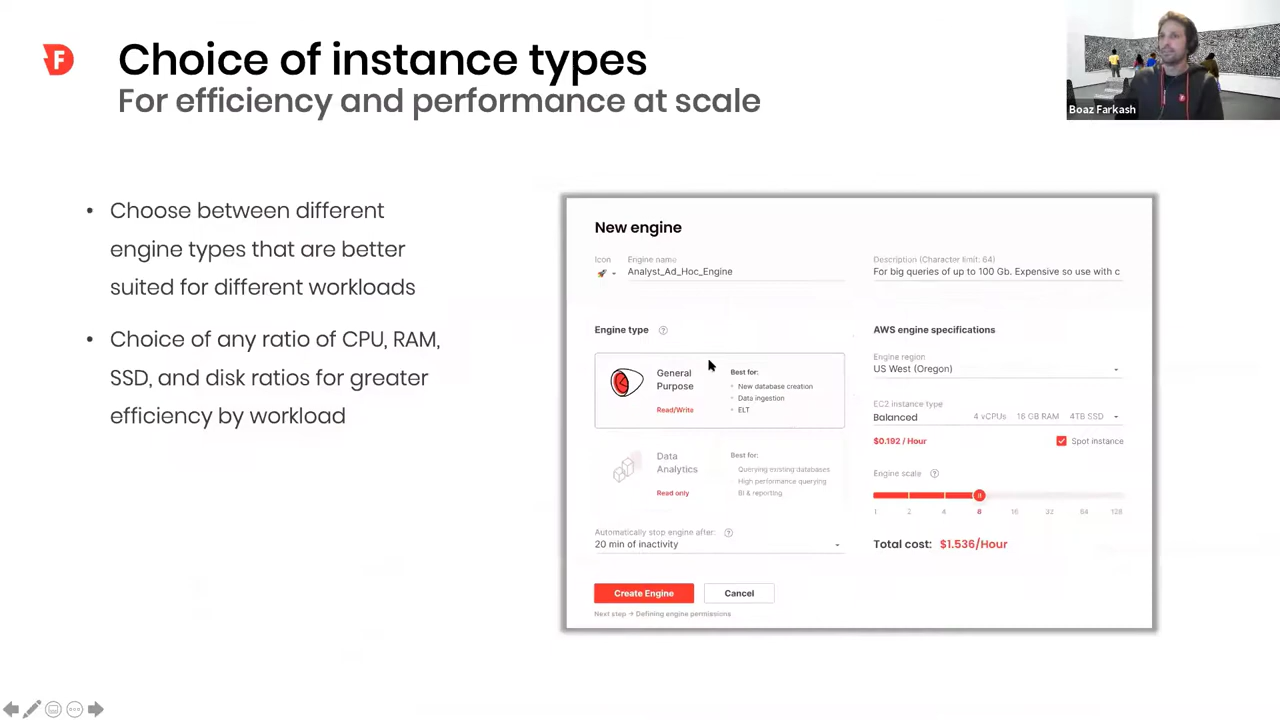 F
Choice of instance types
For efficiency and performance at scale
Boaz Farkash
• Choose between different
engine types that are better
suited for different workloads
• Choice of any ratio of CPU, RAM,
SSD, and disk ratios for greater
efficiency by workload
New engine
Icon
Engine name
Analyst_Ad_Hoc_Engine
Description (Character limit: 64)
For big queries of up to 100 Gb. Expensive so use with c
Engine type ?
General
Purpose
Read/Write
Best for:
• New database creation
• Data ingestion
• ELT
Data
Analytics
Read only
Best for:
• Querying existing databases
• High performance querying
• BI & reporting
Automatically stop engine after: ?
20 min of inactivity
Create Engine
Cancel
Next step → Defining engine permissions
AWS engine specifications
Engine region
US West (Oregon)
EC2 instance type
Balanced 4 vCPUs 16 GB RAM 4TB SSD
$0.192 / Hour
Spot instance
Engine scale ?
1 2 4 8 16 32 64 128
Total cost: $1.536/Hour